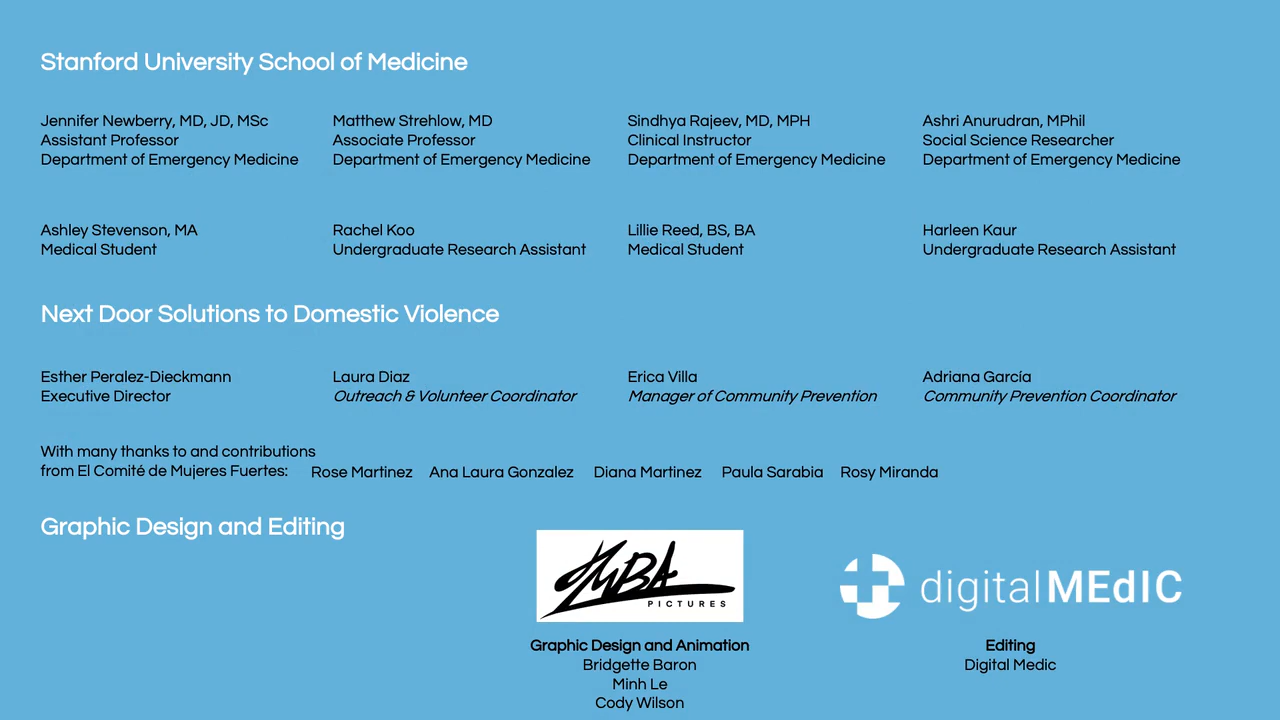 Stanford University School of Medicine
Jennifer Newberry, MD, JD, MSc
Assistant Professor
Department of Emergency Medicine
Matthew Strehlow, MD
Associate Professor
Department of Emergency Medicine
Sindhya Rajeev, MD, MPH
Clinical Instructor
Department of Emergency Medicine
Ashri Anurudran, MPhil
Social Science Researcher
Department of Emergency Medicine
Ashley Stevenson, MA
Medical Student
Rachel Koo
Undergraduate Research Assistant
Lillie Reed, BS, BA
Medical Student
Harleen Kaur
Undergraduate Research Assistant
Next Door Solutions to Domestic Violence
Esther Peralez-Dieckmann
Executive Director
Laura Diaz
Outreach & Volunteer Coordinator
Erica Villa
Manager of Community Prevention
Adriana García
Community Prevention Coordinator
With many thanks to and contributions
from El Comité de Mujeres Fuertes:
Rose Martinez Ana Laura Gonzalez Diana Martinez Paula Sarabia Rosy Miranda
Graphic Design and Editing
PICTURES
Graphic Design and Animation
Bridgette Baron
Minh Le
Cody Wilson
digitalMEdIC
Editing
Digital Medic